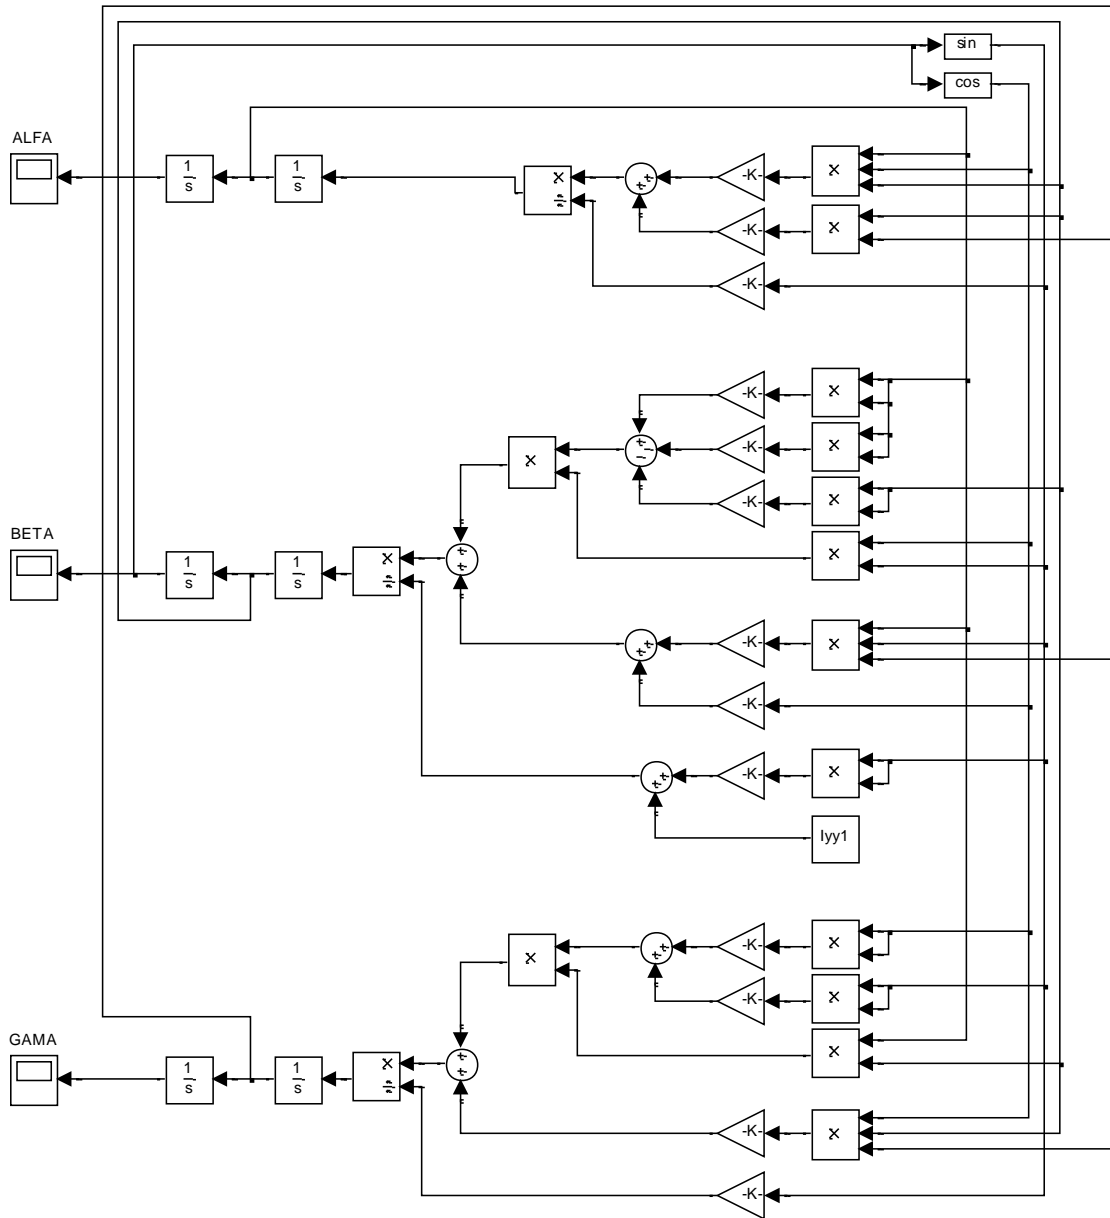 sin
cos
ALFA
1
s
1
s
×
÷
+
+
-K-
×
-K-
×
-K-
-K-
×
×
+
−
−
-K-
×
-K-
×
BETA
1
s
1
s
×
÷
+
+
×
+
+
-K-
×
-K-
+
+
-K-
×
Iyy1
×
+
+
-K-
×
-K-
×
GAMA
1
s
1
s
×
÷
+
+
×
-K-
×
-K-